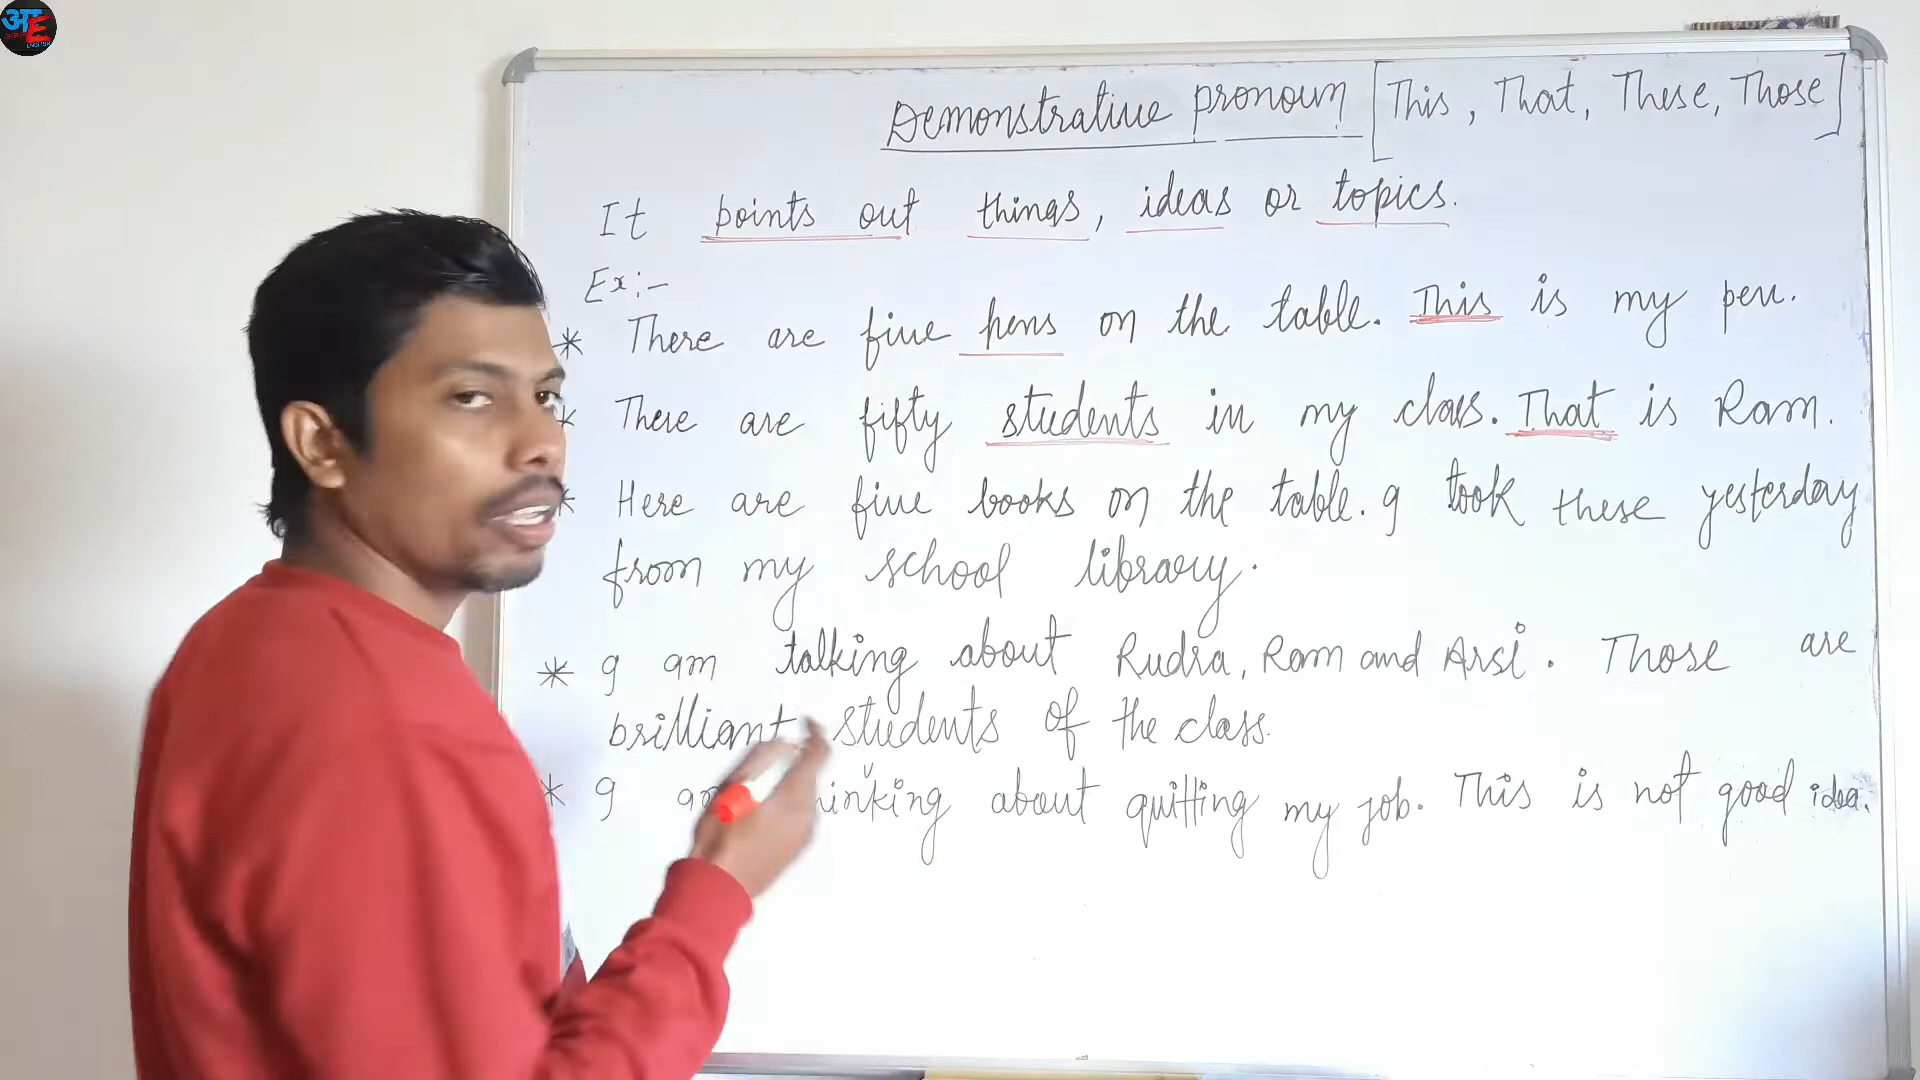 Demonstrative pronoun [This, That, These, Those]
It points out things, ideas or topics.
Ex:-
* There are five pens on the table. This is my pen.
* There are fifty students in my class. That is Ram.
* Here are five books on the table. I took these yesterday
from my school library.
* I am talking about Rudra, Ram and Arsi. Those are
brilliant students of the class.
* I am thinking about quitting my job. This is not good idea.